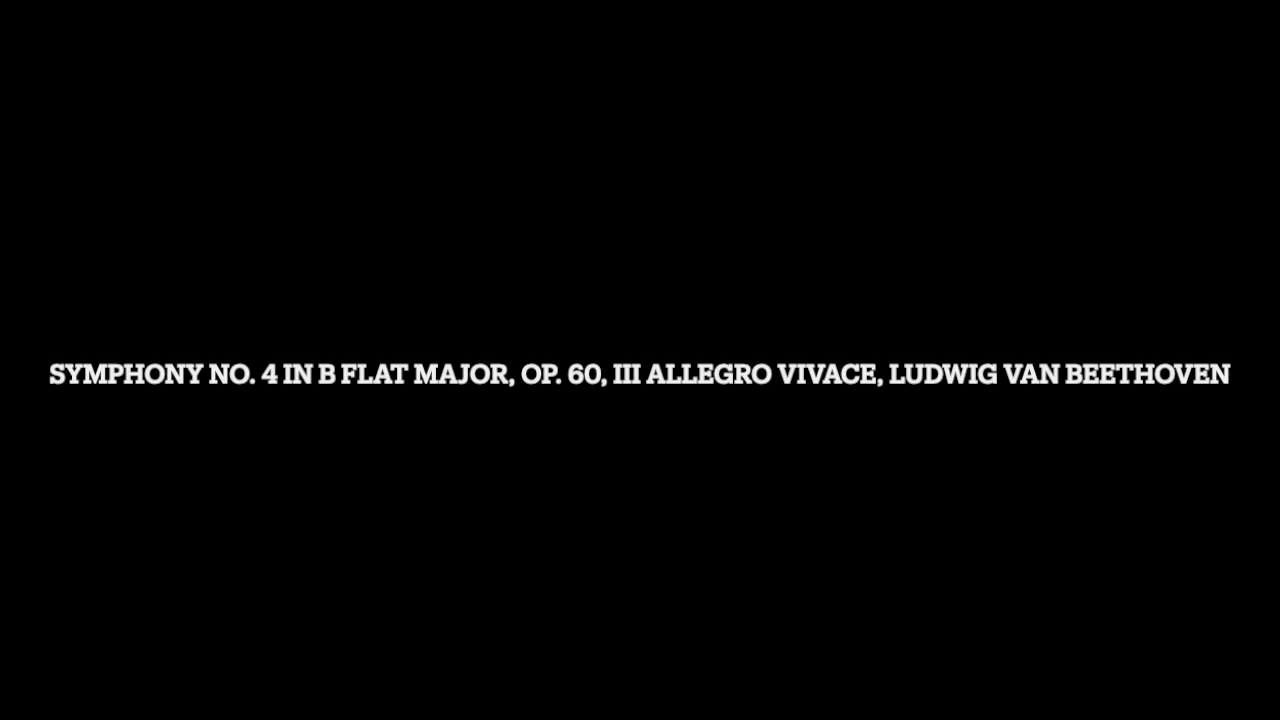 SYMPHONY NO. 4 IN B FLAT MAJOR, OP. 60, III ALLEGRO VIVACE, LUDWIG VAN BEETHOVEN